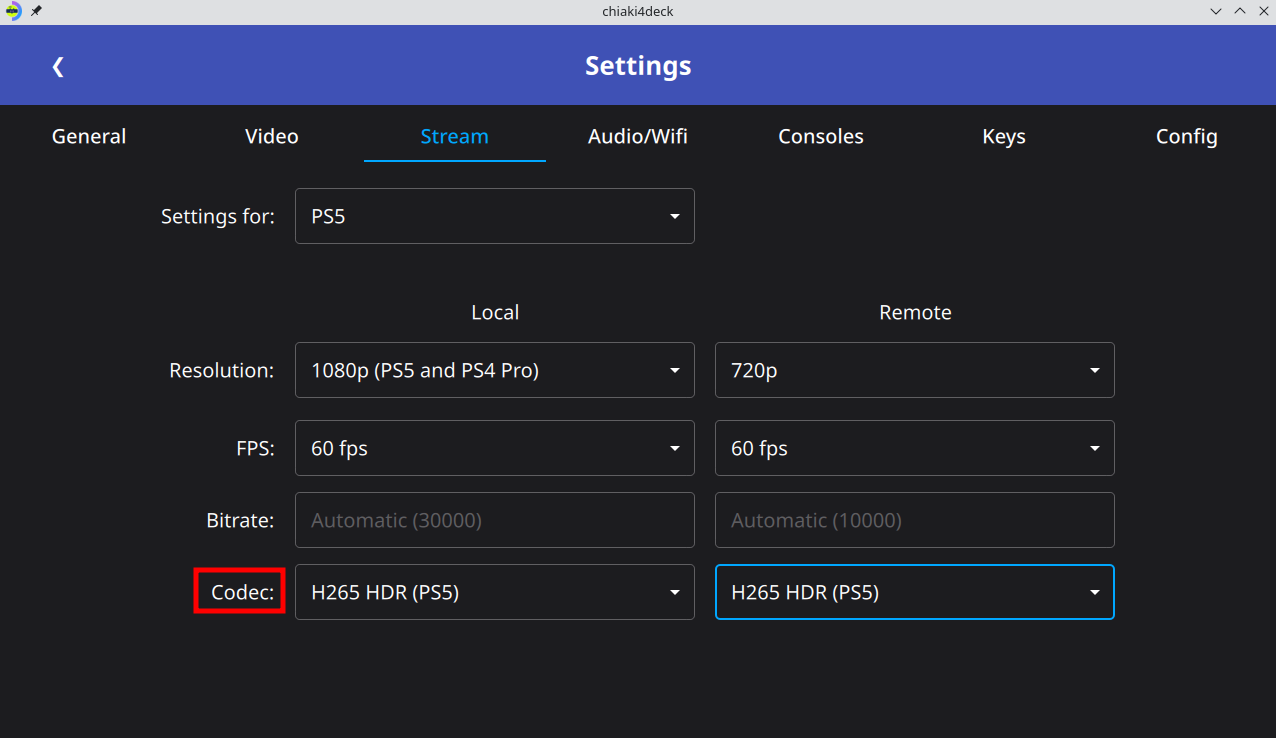 chiaki4deck
Settings
General Video Stream Audio/Wifi Consoles Keys Config
Settings for: PS5
Local Remote
Resolution: 1080p (PS5 and PS4 Pro) 720p
FPS: 60 fps 60 fps
Bitrate: Automatic (30000) Automatic (10000)
Codec: H265 HDR (PS5) H265 HDR (PS5)